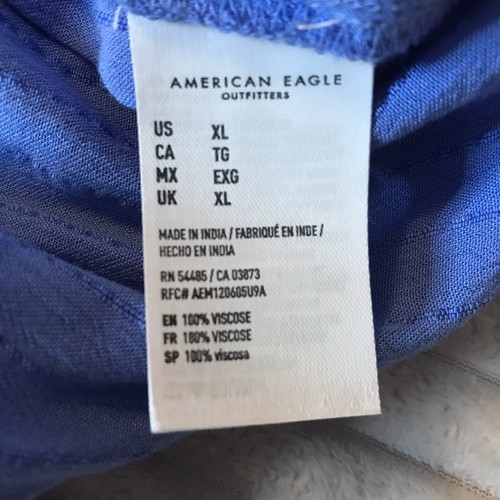 AMERICAN EAGLE
OUTFITTERS
US XL
CA TG
MX EXG
UK XL
MADE IN INDIA / FABRIQUÉ EN INDE /
HECHO EN INDIA
RN 54485 / CA 03873
RFC# AEM120605U9A
EN 100% VISCOSE
FR 100% VISCOSE
SP 100% viscosa